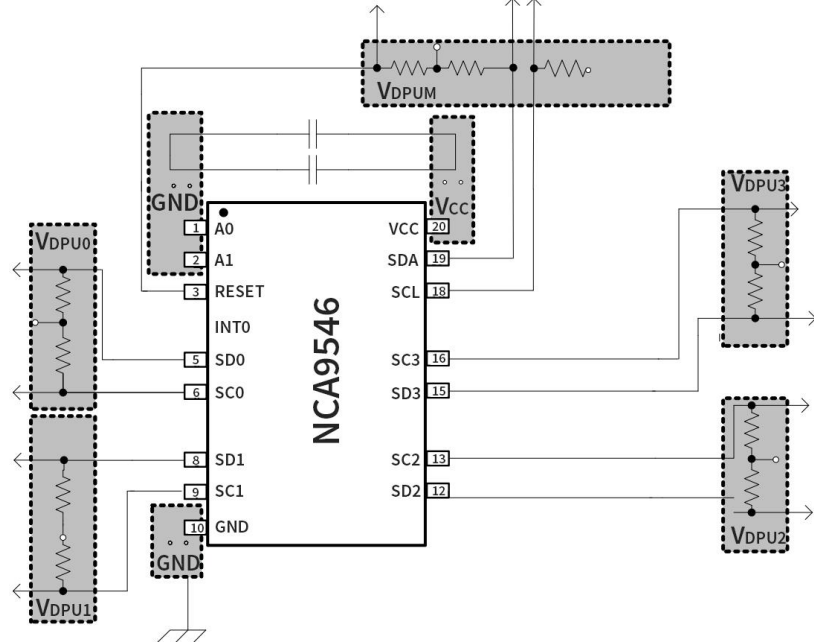 VDPUM
GND
VCC
VDPU3
VDPU0
1 A0
VCC 20
2 A1
SDA 19
3 RESET
SCL 18
INT0
NCA9546
5 SD0
SC3 16
6 SC0
SD3 15
8 SD1
SC2 13
9 SC1
SD2 12
10 GND
VDPU2
GND
VDPU1